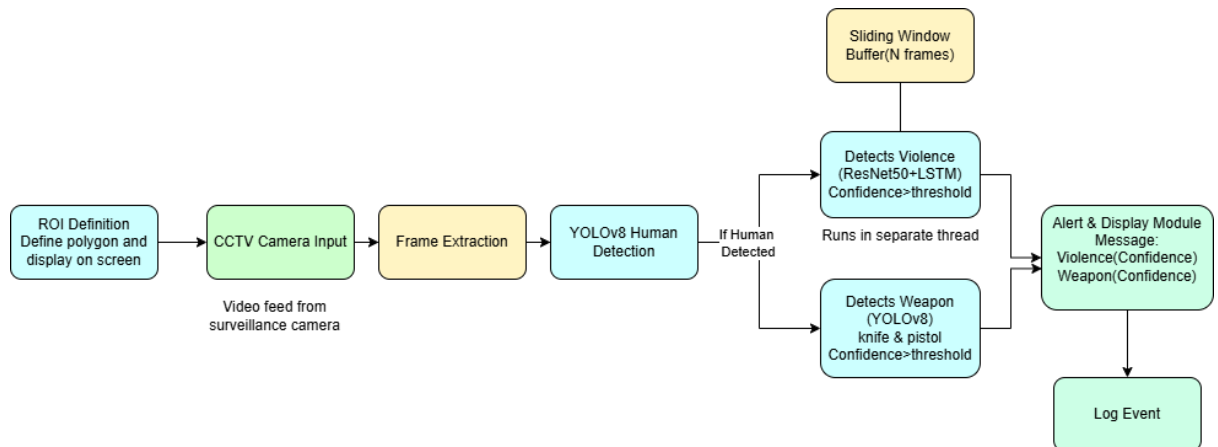 Sliding Window
Buffer(N frames)
Detects Violence
(ResNet50+LSTM)
Confidence>threshold
Runs in separate thread
ROI Definition
Define polygon and
display on screen
CCTV Camera Input
Video feed from
surveillance camera
Frame Extraction
YOLOv8 Human
Detection
If Human
Detected
Detects Weapon
(YOLOv8)
knife & pistol
Confidence>threshold
Alert & Display Module
Message:
Violence(Confidence)
Weapon(Confidence)
Log Event